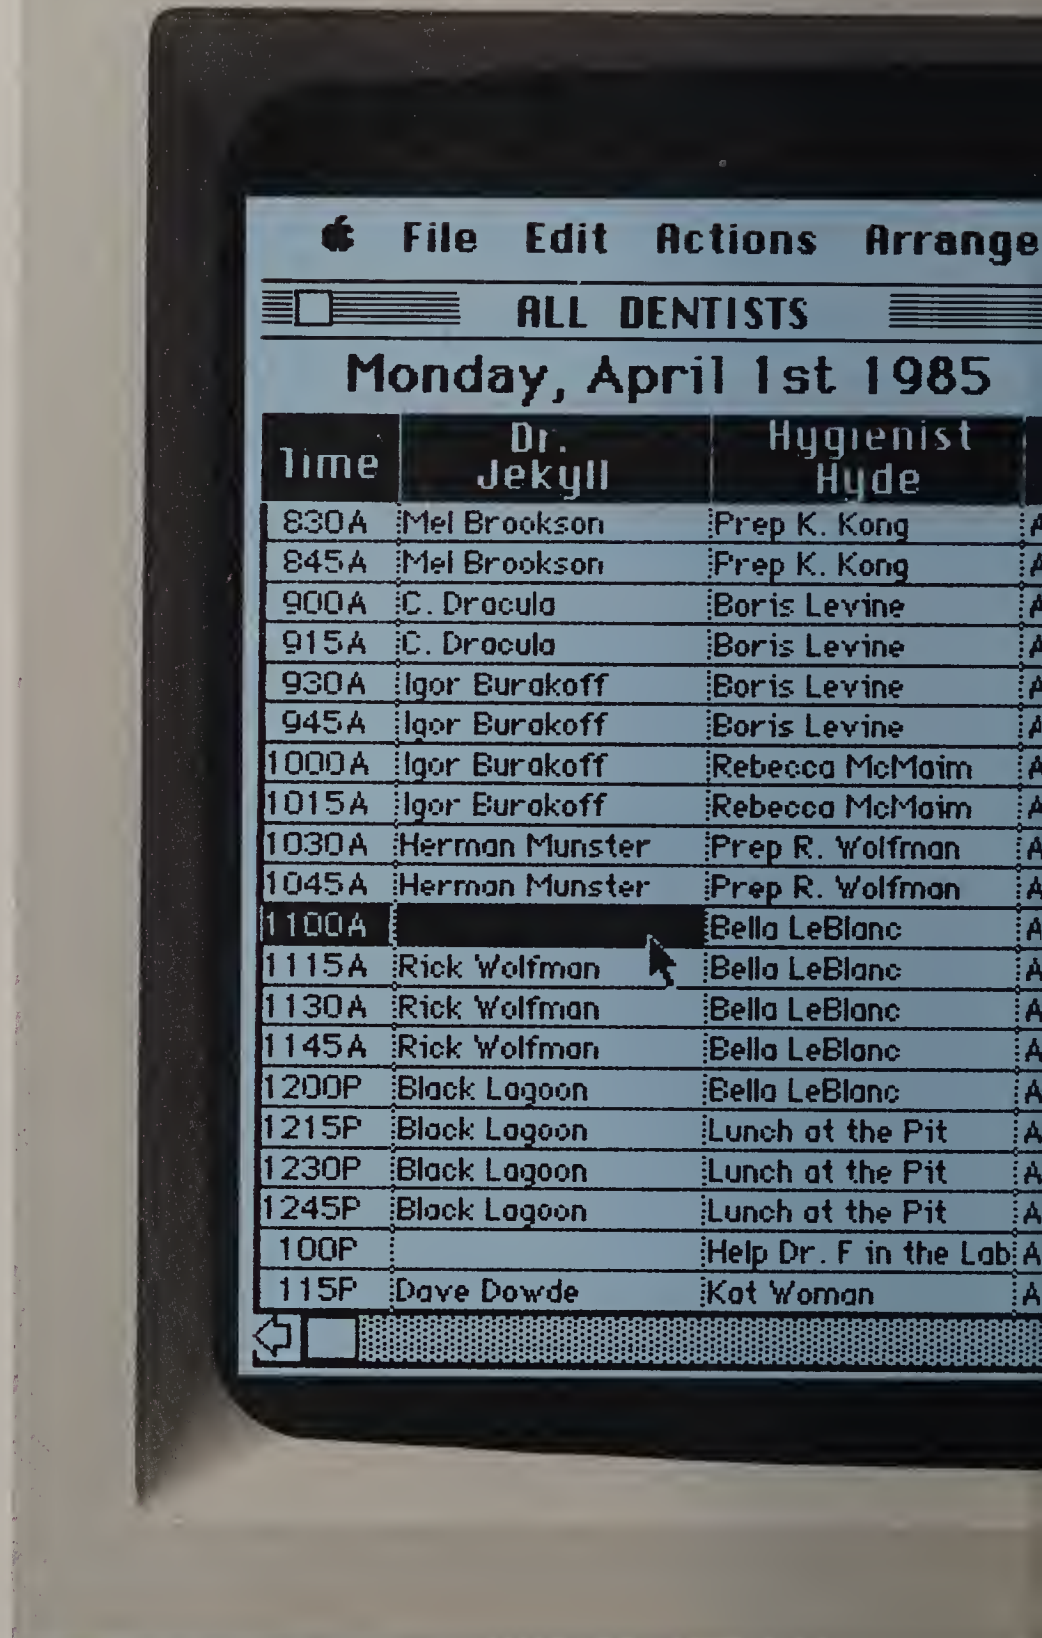 File Edit Actions Arrange
ALL DENTISTS
Monday, April 1st 1985
Time Dr. Jekyll Hygienist Hyde
830A Mel Brookson Prep K. Kong A
845A Mel Brookson Prep K. Kong A
900A C. Dracula Boris Levine A
915A C. Dracula Boris Levine A
930A Igor Burakoff Boris Levine A
945A Igor Burakoff Boris Levine A
1000A Igor Burakoff Rebecca McMaim A
1015A Igor Burakoff Rebecca McMaim A
1030A Herman Munster Prep R. Wolfman A
1045A Herman Munster Prep R. Wolfman A
1100A Bella LeBlanc A
1115A Rick Wolfman Bella LeBlanc A
1130A Rick Wolfman Bella LeBlanc A
1145A Rick Wolfman Bella LeBlanc A
1200P Black Lagoon Bella LeBlanc A
1215P Black Lagoon Lunch at the Pit A
1230P Black Lagoon Lunch at the Pit A
1245P Black Lagoon Lunch at the Pit A
100P Help Dr. F in the Lab A
115P Dave Dowde Kat Woman A